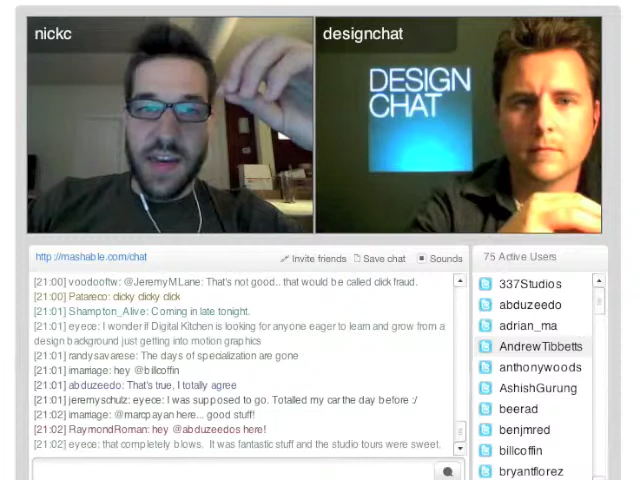 nickc
designchat
DESIGN
CHAT
http://mashable.com/chat
Invite friends
Save chat
Sounds
75 Active Users
[21:00] voodooftw: @JeremyMLane: That's not good.. that would be called click fraud.
[21:00] Patareco: clicky clicky click
[21:01] Shampton_Alive: Coming in late tonight.
[21:01] eyece: I wonder if Digital Kitchen is looking for anyone eager to learn and grow from a
design background just getting into motion graphics
[21:01] randysavarese: The days of specialization are gone
[21:01] imarriage: hey @billcoffin
[21:01] abduzeedo: That's true, I totally agree
[21:01] jeremyschulz: eyece: I was supposed to go. Totalled my car the day before :/
[21:02] imarriage: @marcpayan here... good stuff!
[21:02] RaymondRoman: hey @abduzeedos here!
[21:02] eyece: that completely blows. It was fantastic stuff and the studio tours were sweet.
337Studios
abduzeedo
adrian_ma
AndrewTibbetts
anthonywoods
AshishGurung
beerad
benjmred
billcoffin
bryantflorez